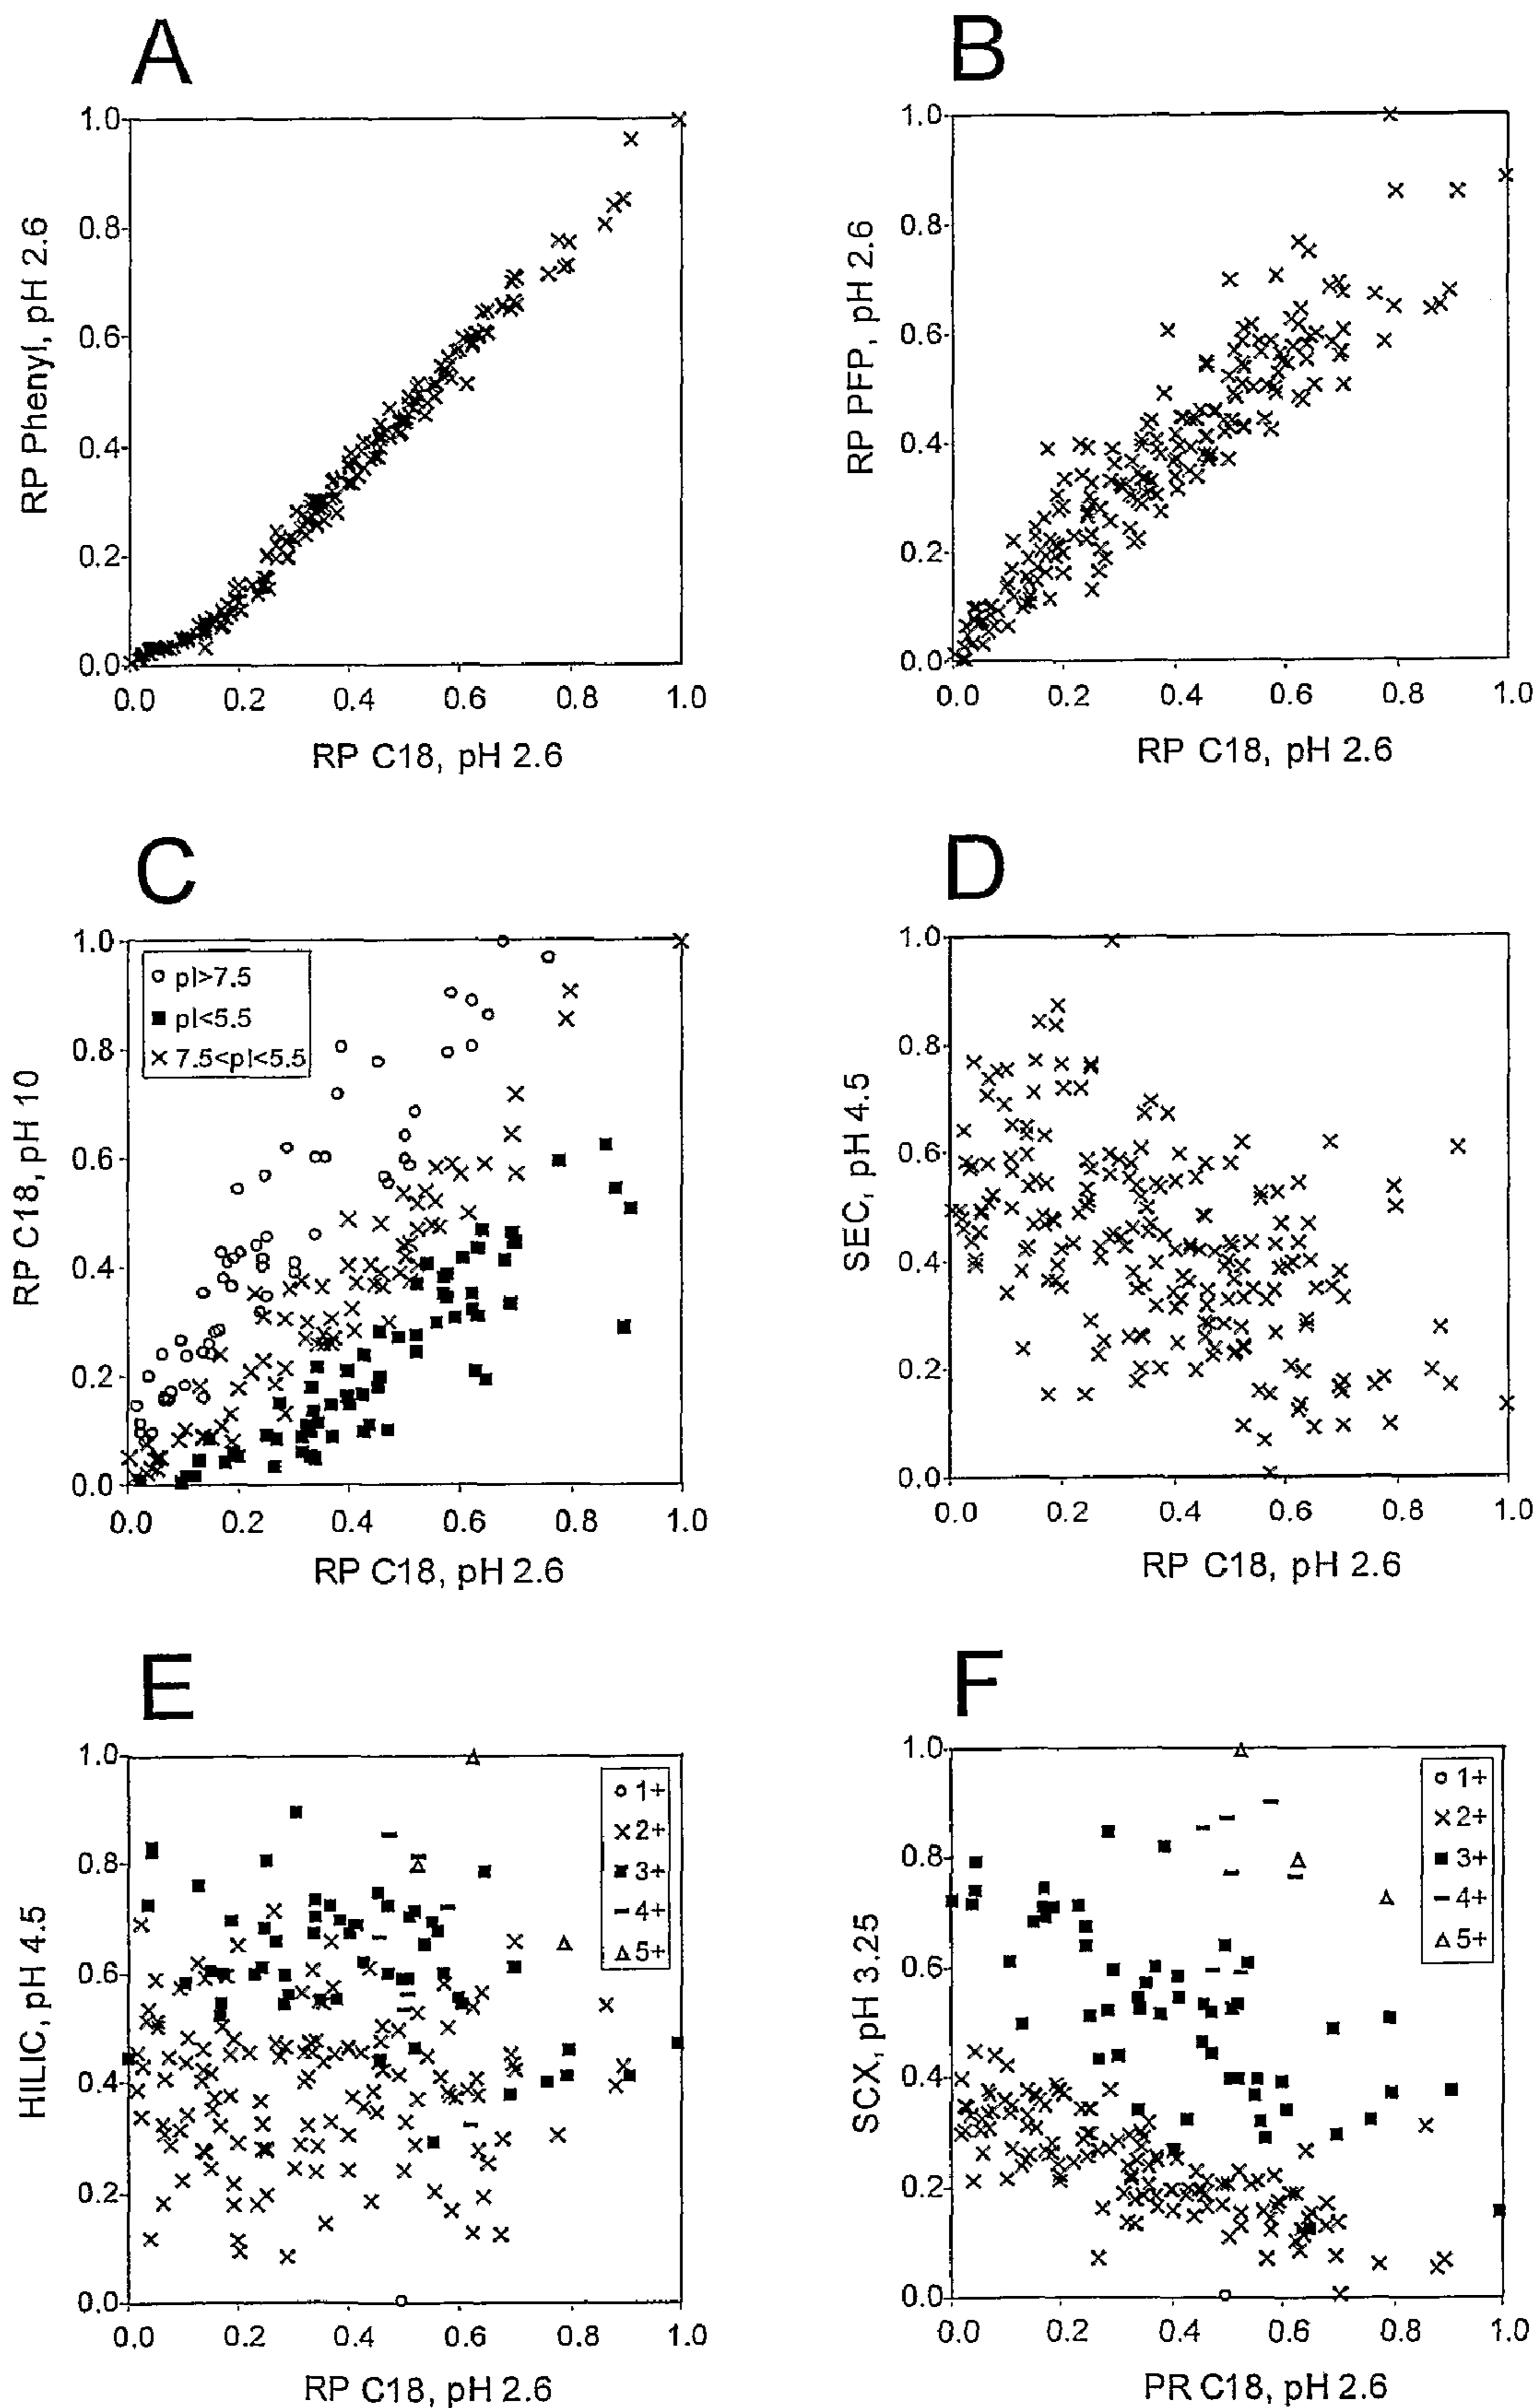 A
1.0
0.8
0.6
0.4
0.2
0.0
RP Phenyl, pH 2.6
0.0 0.2 0.4 0.6 0.8 1.0
RP C18, pH 2.6
B
1.0
0.8
0.6
0.4
0.2
0.0
RP PFP, pH 2.6
0.0 0.2 0.4 0.6 0.8 1.0
RP C18, pH 2.6
C
1.0
0.8
0.6
0.4
0.2
0.0
RP C18, pH 10
pI>7.5
pI<5.5
7.5<pI<5.5
0.0 0.2 0.4 0.6 0.8 1.0
RP C18, pH 2.6
D
1.0
0.8
0.6
0.4
0.2
0.0
SEC, pH 4.5
0.0 0.2 0.4 0.6 0.8 1.0
RP C18, pH 2.6
E
1.0
0.8
0.6
0.4
0.2
0.0
HILIC, pH 4.5
1+
2+
3+
4+
5+
0.0 0.2 0.4 0.6 0.8 1.0
RP C18, pH 2.6
F
1.0
0.8
0.6
0.4
0.2
0.0
SCX, pH 3.25
1+
2+
3+
4+
5+
0.0 0.2 0.4 0.6 0.8 1.0
PR C18, pH 2.6